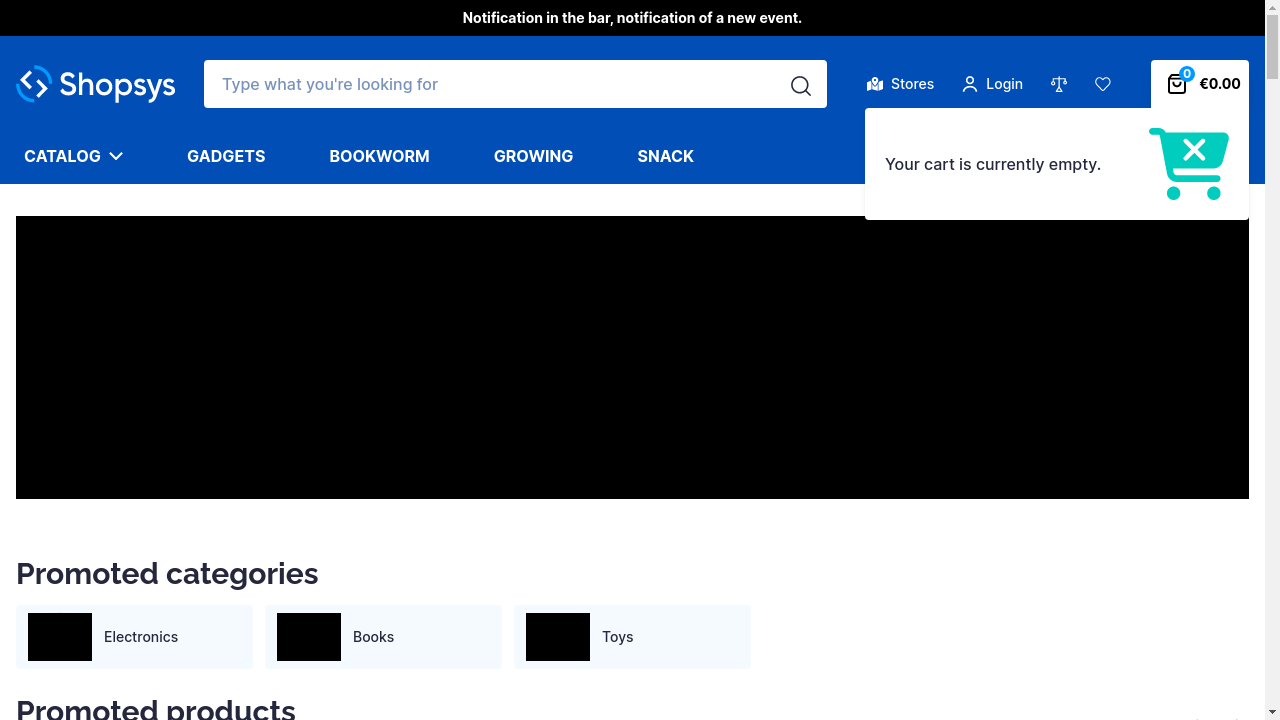 Notification in the bar, notification of a new event.
Shopsys
Type what you're looking for
Stores
Login
0
€0.00
CATALOG
GADGETS
BOOKWORM
GROWING
SNACK
Your cart is currently empty.
Promoted categories
Electronics
Books
Toys
Promoted products